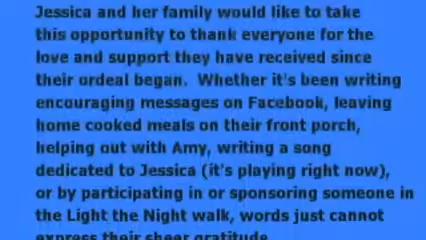 Jessica and her family would like to take
this opportunity to thank everyone for the
love and support they have received since
their ordeal began.  Whether it's been writing
encouraging messages on Facebook, leaving
home cooked meals on their front porch,
helping out with Amy, writing a song
dedicated to Jessica (it's playing right now),
or by participating in or sponsoring someone in
the Light the Night walk, words just cannot
express their sheer gratitude